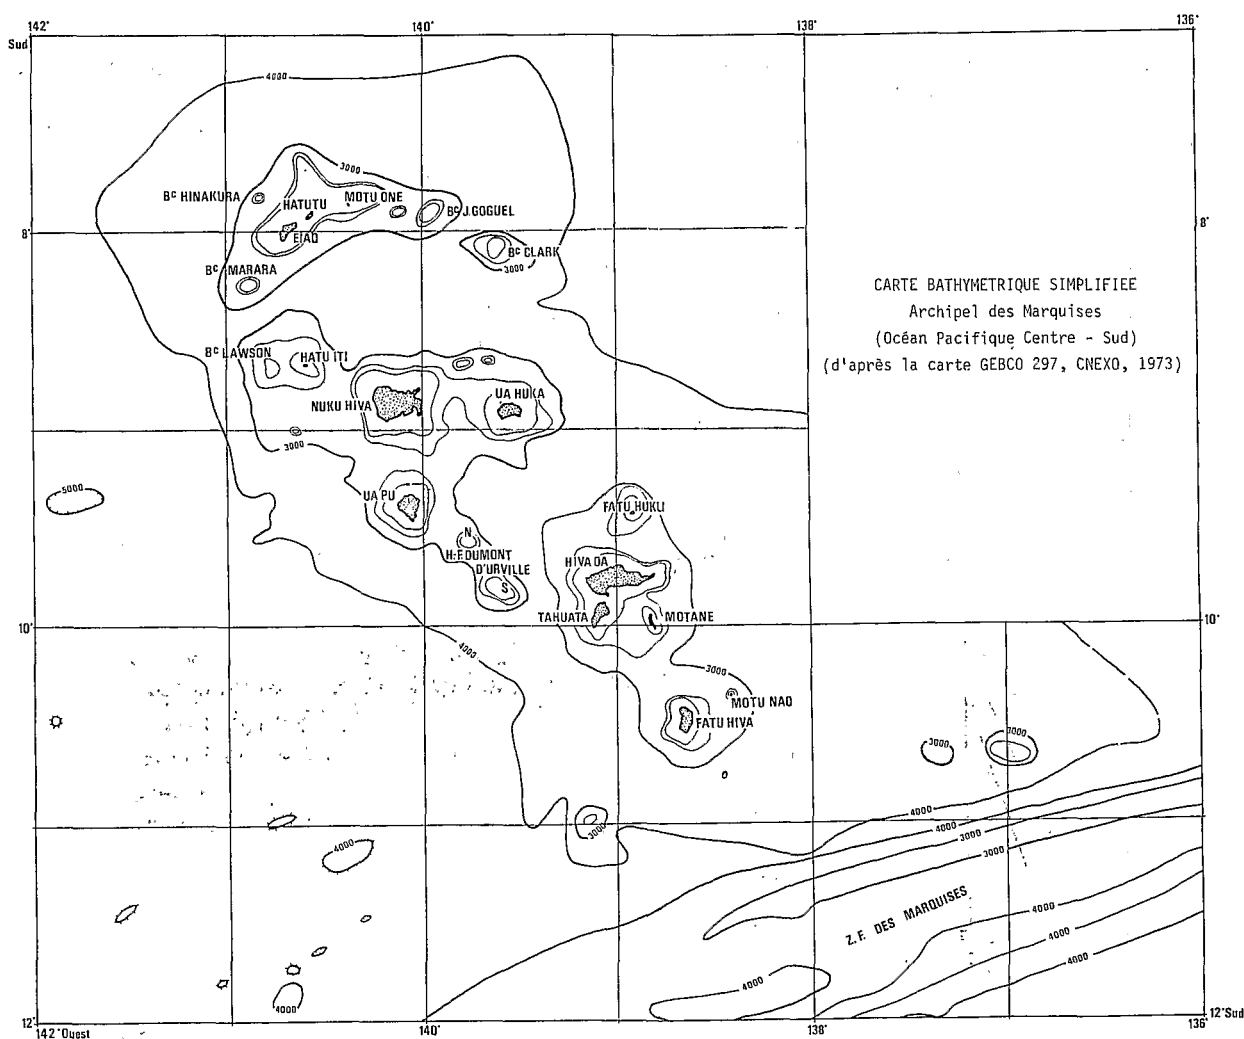 142° 140° 138° 136°
Sud
4000
3000
Bc HINAKURA
HATUTU
MOTU ONE
Bc J.GOGUEL
8° 8°
EIAO
Bc CLARK
3000
Bc MARARA
CARTE BATHYMETRIQUE SIMPLIFIEE
Archipel des Marquises
(Océan Pacifique Centre - Sud)
(d'après la carte GEBCO 297, CNEXO, 1973)
Bc LAWSON
HATU ITI
NUKU HIVA
UA HUKA
3000
5000
UA PU
FATU HUKU
N
H.F.DUMONT
D'URVILLE
S
HIVA OA
TAHUATA
MOTANE
10° 10°
4000
3000
MOTU NAO
FATU HIVA
3000
3000
4000
4000
3000
3000
3000
4000
Z.F. DES MARQUISES
4000
4000
4000
4000
4000
12° 12° Sud
142° Ouest 140° 138° 136°